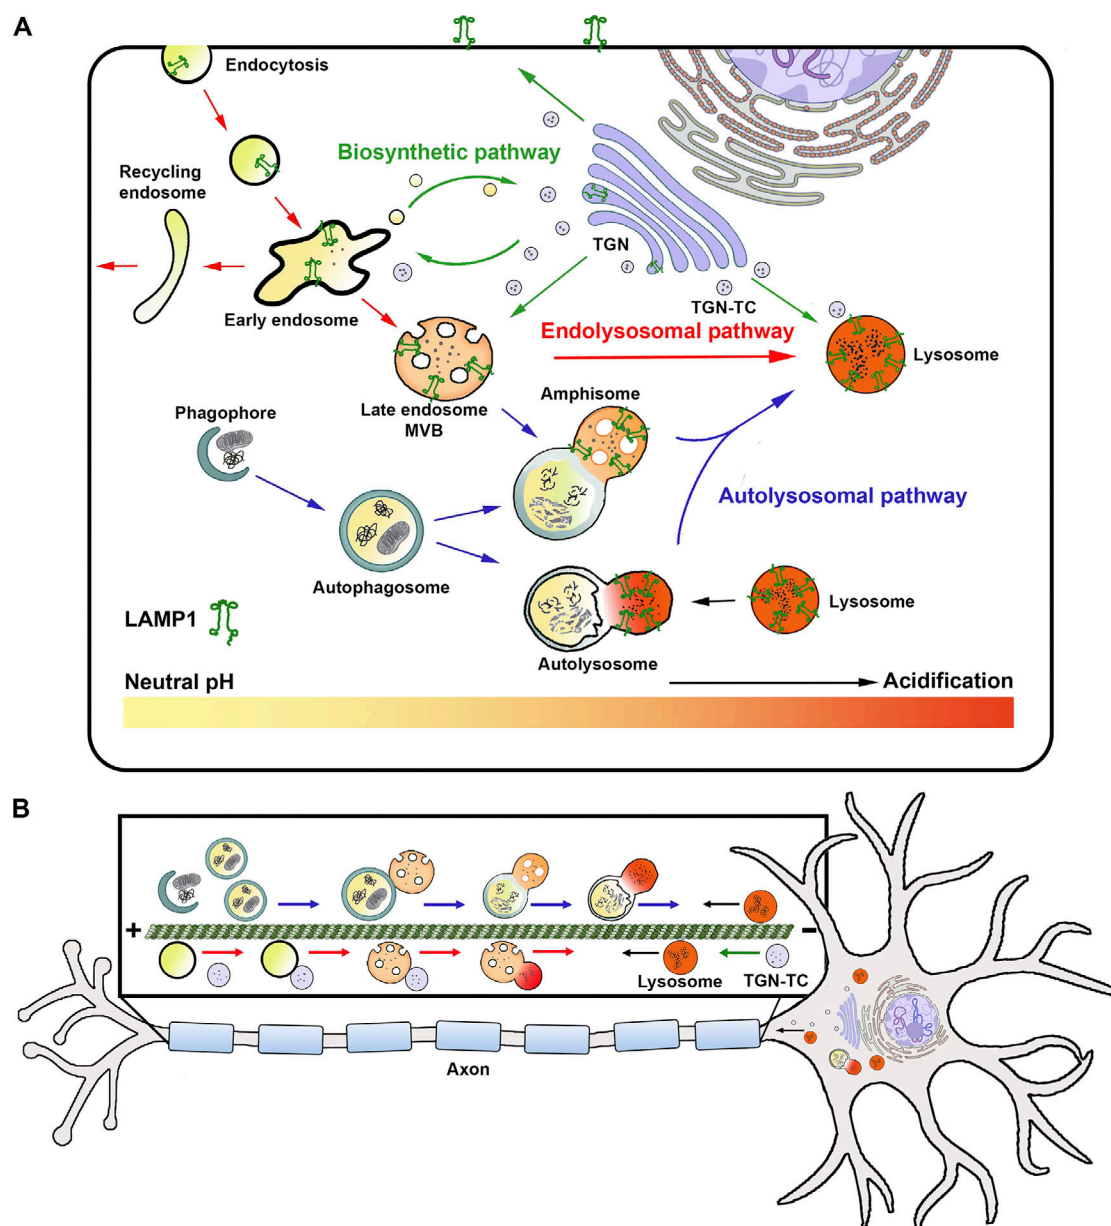 A
Endocytosis
Biosynthetic pathway
Recycling
endosome
TGN
Early endosome
TGN-TC
Endolysosomal pathway
Lysosome
Amphisome
Late endosome
MVB
Phagophore
Autolysosomal pathway
Autophagosome
LAMP1
Lysosome
Autolysosome
Neutral pH
Acidification
B
+
−
Lysosome
TGN-TC
Axon